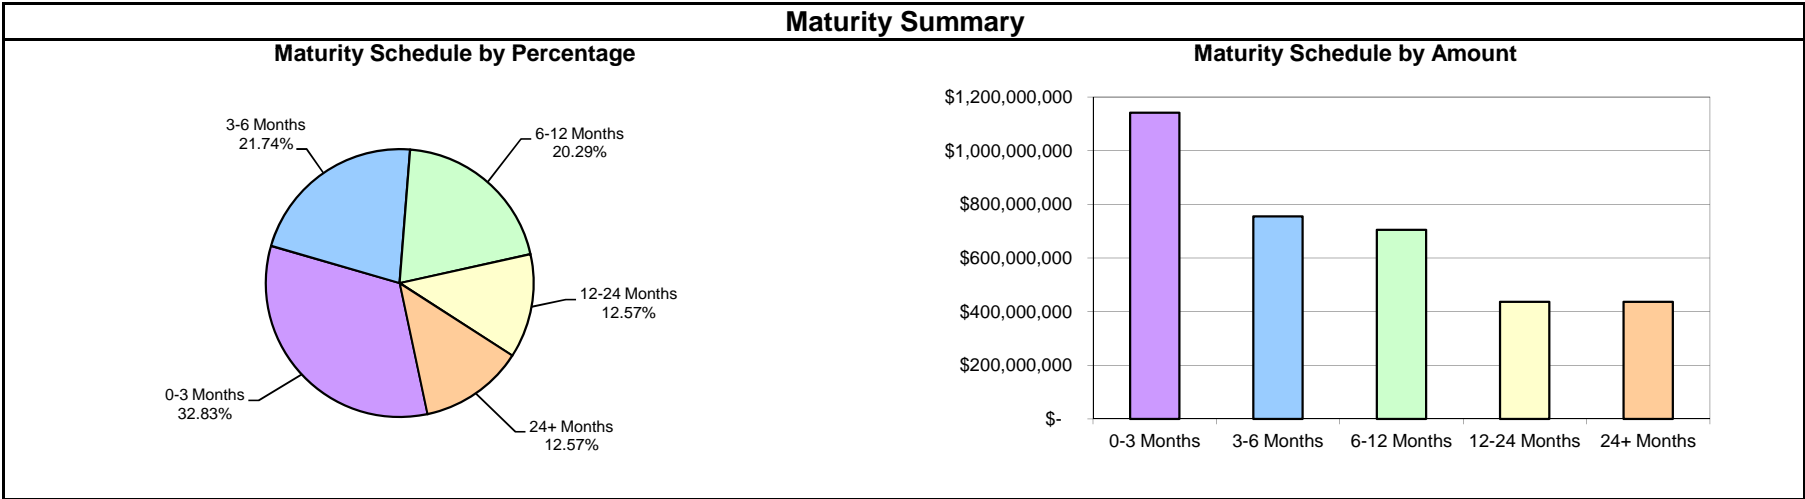 Maturity Summary
Maturity Schedule by Percentage
3-6 Months
21.74%
6-12 Months
20.29%
12-24 Months
12.57%
0-3 Months
32.83%
24+ Months
12.57%
Maturity Schedule by Amount
$1,200,000,000
$1,000,000,000
$800,000,000
$600,000,000
$400,000,000
$200,000,000
$-
0-3 Months 3-6 Months 6-12 Months 12-24 Months 24+ Months